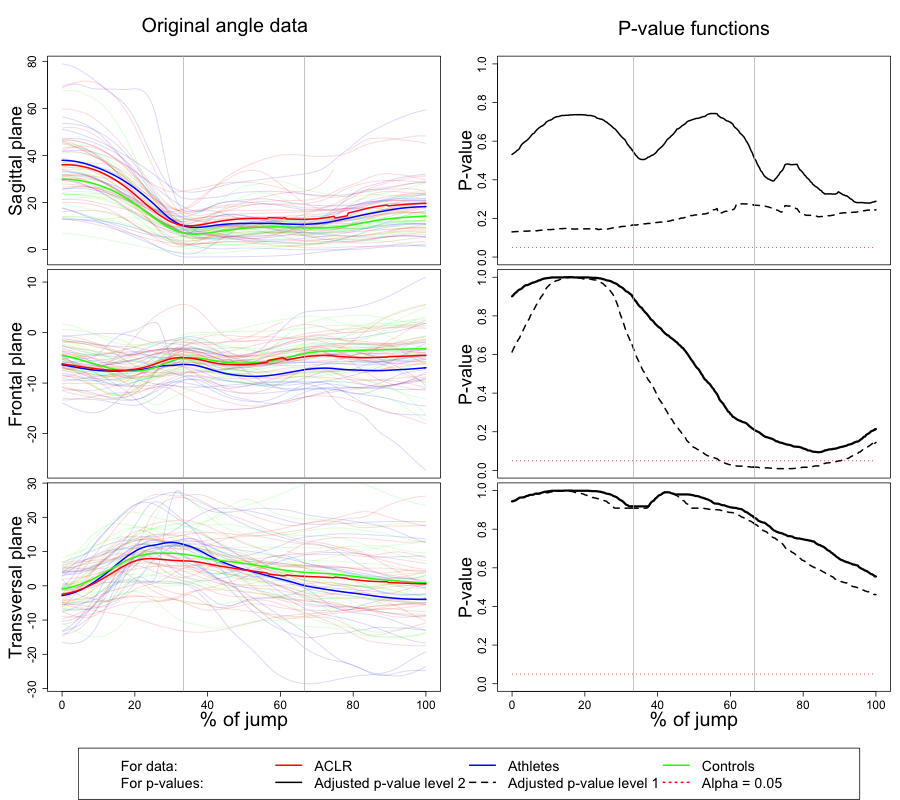 Original angle data
P-value functions
Sagittal plane
0 20 40 60 80
P-value
0.0 0.2 0.4 0.6 0.8 1.0
Frontal plane
20 10 0 10
P-value
0.0 0.2 0.4 0.6 0.8 1.0
Transversal plane
-30 -20 -10 0 10 20 30
P-value
0.0 0.2 0.4 0.6 0.8 1.0
0 20 40 60 80 100
0 20 40 60 80 100
% of jump
% of jump
For data: ACLR Athletes Controls
For p-values: Adjusted p-value level 2 Adjusted p-value level 1 Alpha = 0.05